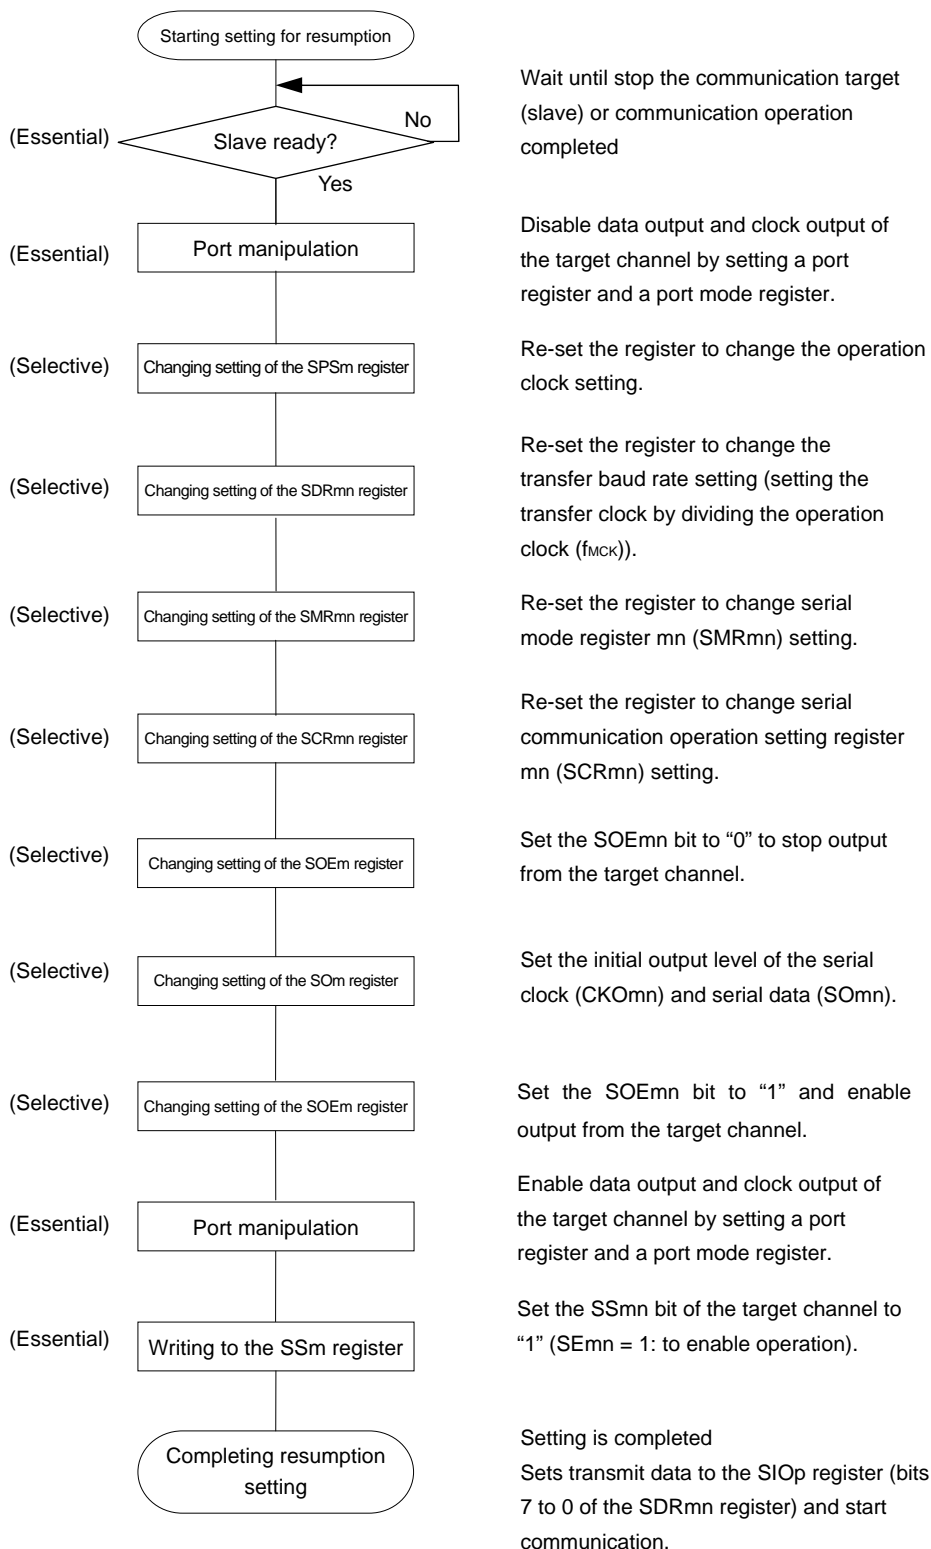 Starting setting for resumption
Wait until stop the communication target
(slave) or communication operation
completed
(Essential)
Slave ready?
No
Yes
(Essential)
Port manipulation
Disable data output and clock output of
the target channel by setting a port
register and a port mode register.
(Selective)
Changing setting of the SPSm register
Re-set the register to change the operation
clock setting.
(Selective)
Changing setting of the SDRmn register
Re-set the register to change the
transfer baud rate setting (setting the
transfer clock by dividing the operation
clock (fMCK)).
(Selective)
Changing setting of the SMRmn register
Re-set the register to change serial
mode register mn (SMRmn) setting.
(Selective)
Changing setting of the SCRmn register
Re-set the register to change serial
communication operation setting register
mn (SCRmn) setting.
(Selective)
Changing setting of the SOEm register
Set the SOEmn bit to “0” to stop output
from the target channel.
(Selective)
Changing setting of the SOm register
Set the initial output level of the serial
clock (CKOmn) and serial data (SOmn).
(Selective)
Changing setting of the SOEm register
Set the SOEmn bit to “1” and enable
output from the target channel.
(Essential)
Port manipulation
Enable data output and clock output of
the target channel by setting a port
register and a port mode register.
(Essential)
Writing to the SSm register
Set the SSmn bit of the target channel to
“1” (SEmn = 1: to enable operation).
Completing resumption
setting
Setting is completed
Sets transmit data to the SIOp register (bits
7 to 0 of the SDRmn register) and start
communication.